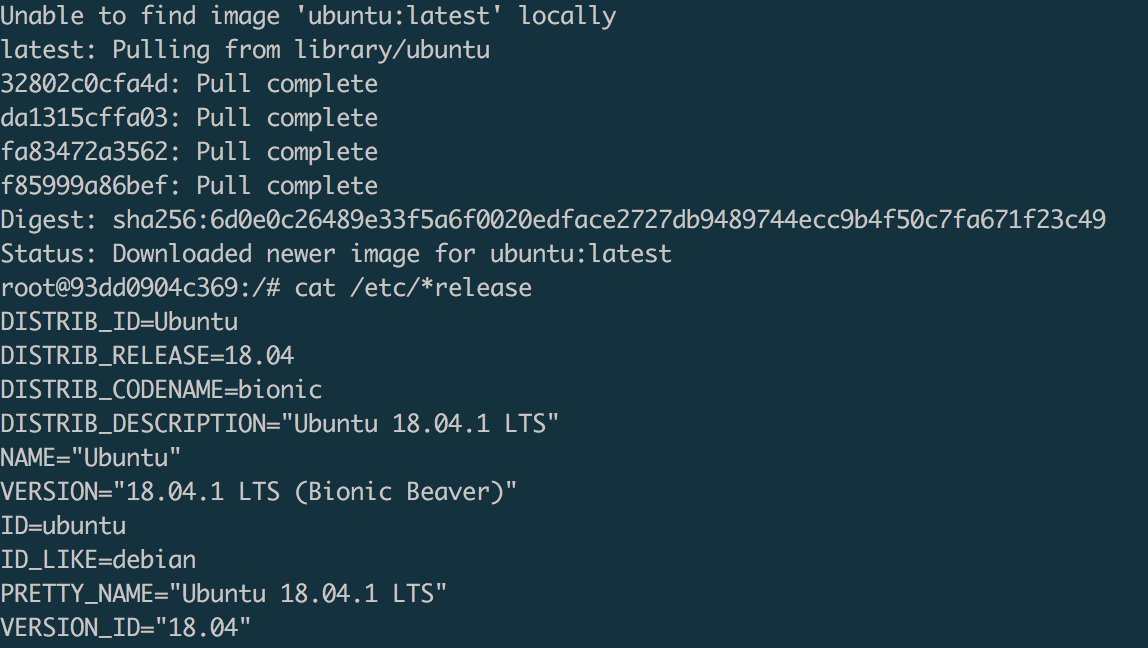 Unable to find image 'ubuntu:latest' locally
latest: Pulling from library/ubuntu
32802c0cfa4d: Pull complete
da1315cffa03: Pull complete
fa83472a3562: Pull complete
f85999a86bef: Pull complete
Digest: sha256:6d0e0c26489e33f5a6f0020edface2727db9489744ecc9b4f50c7fa671f23c49
Status: Downloaded newer image for ubuntu:latest
root@93dd0904c369:/# cat /etc/*release
DISTRIB_ID=Ubuntu
DISTRIB_RELEASE=18.04
DISTRIB_CODENAME=bionic
DISTRIB_DESCRIPTION="Ubuntu 18.04.1 LTS"
NAME="Ubuntu"
VERSION="18.04.1 LTS (Bionic Beaver)"
ID=ubuntu
ID_LIKE=debian
PRETTY_NAME="Ubuntu 18.04.1 LTS"
VERSION_ID="18.04"